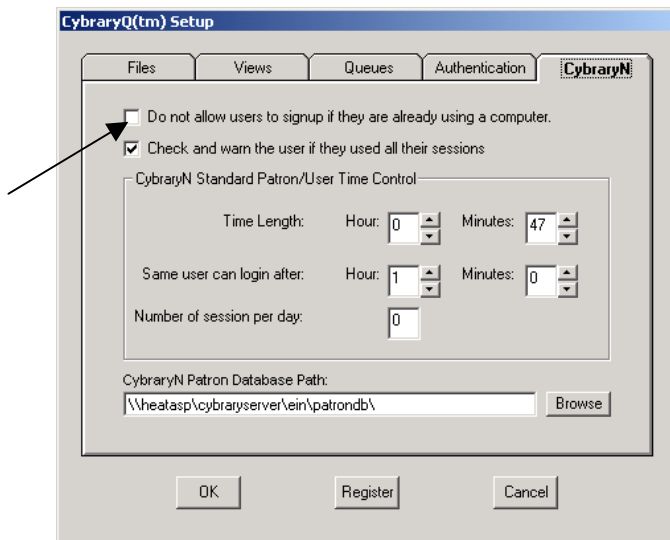 CybraryQ(tm) Setup
Files Views Queues Authentication CybraryN
Do not allow users to signup if they are already using a computer.
Check and warn the user if they used all their sessions
CybraryN Standard Patron/User Time Control
Time Length: Hour: 0 Minutes: 47
Same user can login after: Hour: 1 Minutes: 0
Number of session per day: 0
CybraryN Patron Database Path:
\\heatasp\cybraryserver\ein\patrondb\ Browse
OK Register Cancel